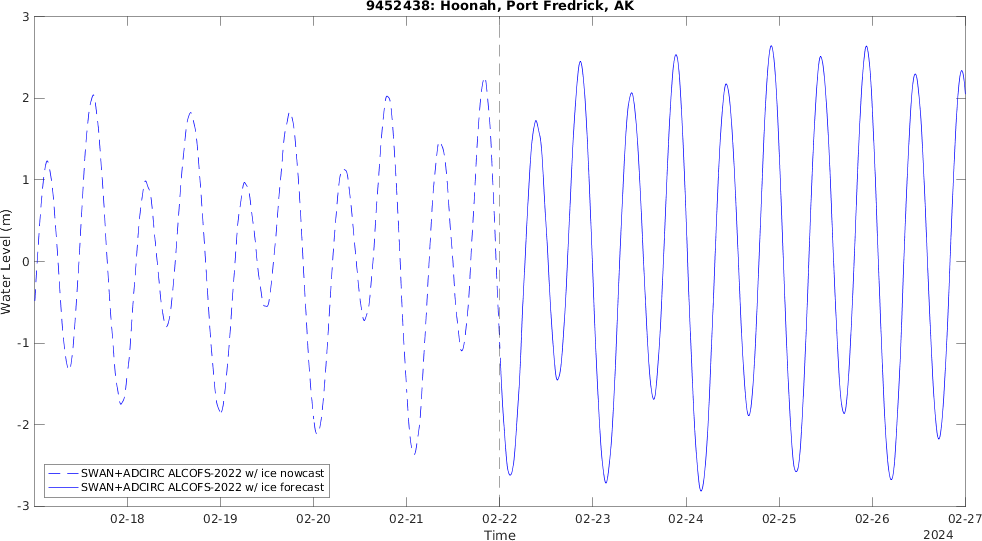 9452438: Hoonah, Port Fredrick, AK
3
2
1
0
-1
-2
-3
Water Level (m)
SWAN+ADCIRC ALCOFS-2022 w/ ice nowcast
SWAN+ADCIRC ALCOFS-2022 w/ ice forecast
02-18 02-19 02-20 02-21 02-22 02-23 02-24 02-25 02-26 02-27
Time
2024